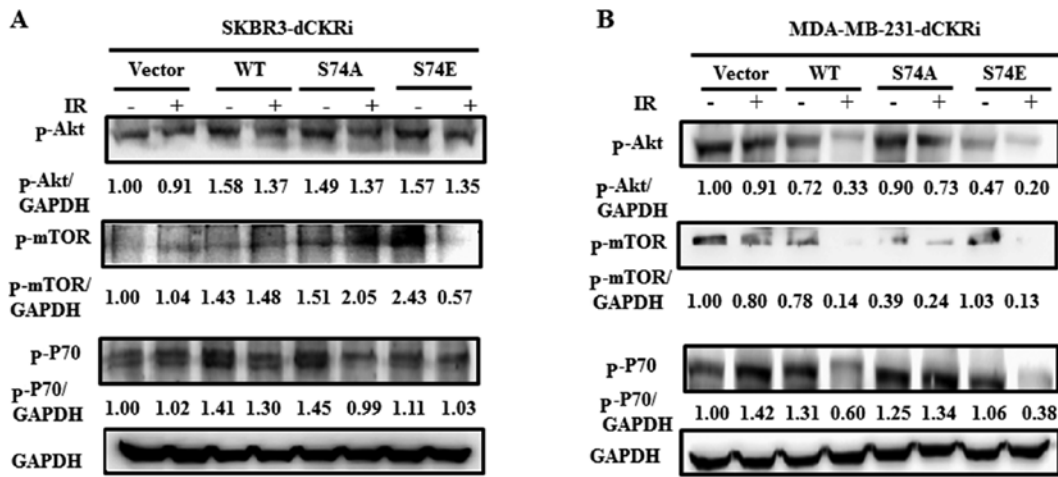 A
SKBR3-dCKRi
Vector WT S74A S74E
IR - + - + - + - +
p-Akt
p-Akt/
GAPDH 1.00 0.91 1.58 1.37 1.49 1.37 1.57 1.35
p-mTOR
p-mTOR/
GAPDH 1.00 1.04 1.43 1.48 1.51 2.05 2.43 0.57
p-P70
p-P70/
GAPDH 1.00 1.02 1.41 1.30 1.45 0.99 1.11 1.03
GAPDH
B
MDA-MB-231-dCKRi
Vector WT S74A S74E
IR - + - + - + - +
p-Akt
p-Akt/
GAPDH 1.00 0.91 0.72 0.33 0.90 0.73 0.47 0.20
p-mTOR
p-mTOR/
GAPDH 1.00 0.80 0.78 0.14 0.39 0.24 1.03 0.13
p-P70
p-P70/
GAPDH 1.00 1.42 1.31 0.60 1.25 1.34 1.06 0.38
GAPDH